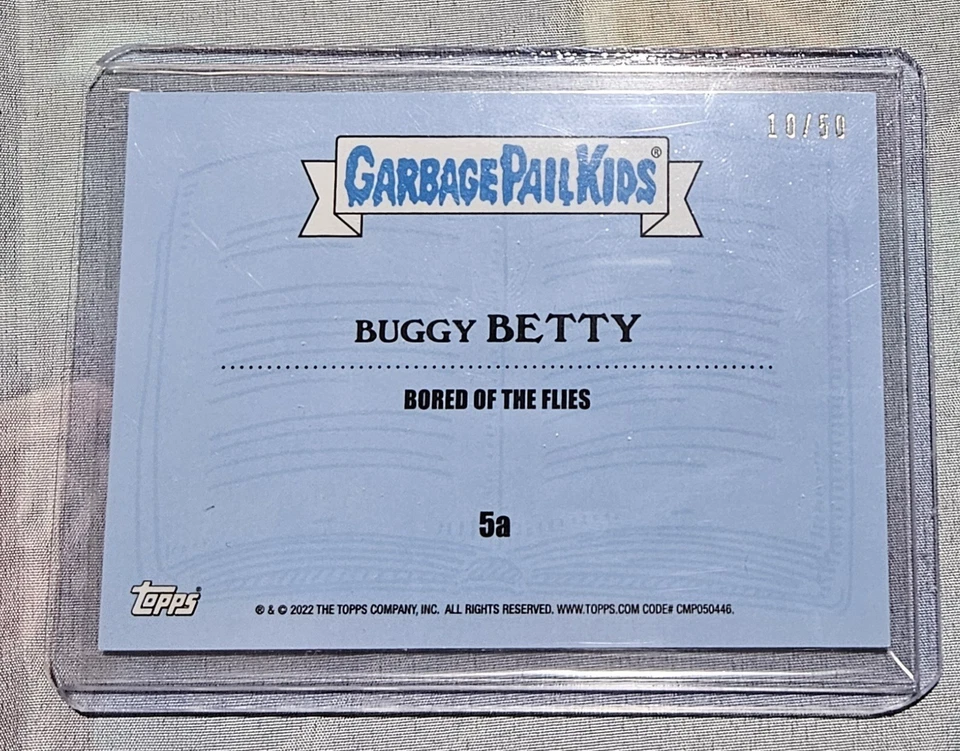 10/50
GARBAGE PAIL KIDS®
BUGGY BETTY
BORED OF THE FLIES
5a
Topps®
® & © 2022 THE TOPPS COMPANY, INC. ALL RIGHTS RESERVED. WWW.TOPPS.COM CODE# CMP050446.